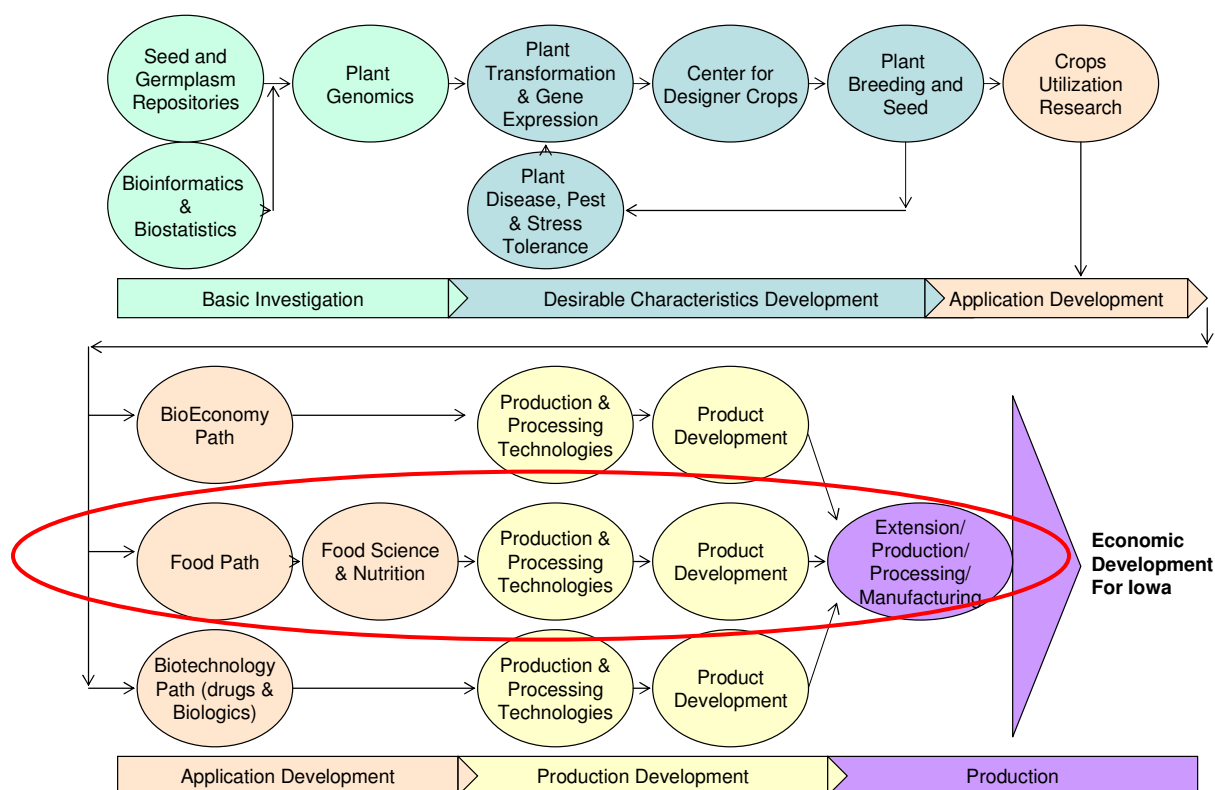 Seed and
Germplasm
Repositories
Plant
Genomics
Plant
Transformation
& Gene
Expression
Center for
Designer Crops
Plant
Breeding and
Seed
Crops
Utilization
Research
Bioinformatics
&
Biostatistics
Plant
Disease, Pest
& Stress
Tolerance
Basic Investigation
Desirable Characteristics Development
Application Development
BioEconomy
Path
Production &
Processing
Technologies
Product
Development
Food Path
Food Science
& Nutrition
Production &
Processing
Technologies
Product
Development
Extension/
Production/
Processing/
Manufacturing
Economic
Development
For Iowa
Biotechnology
Path (drugs &
Biologics)
Production &
Processing
Technologies
Product
Development
Application Development
Production Development
Production